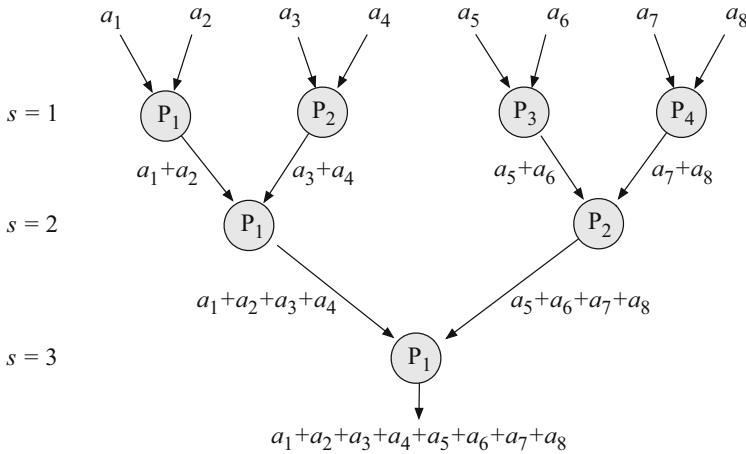 a₁ a₂ a₃ a₄ a₅ a₆ a₇ a₈
s = 1 P₁ P₂ P₃ P₄
a₁+a₂ a₃+a₄ a₅+a₆ a₇+a₈
s = 2 P₁ P₂
a₁+a₂+a₃+a₄ a₅+a₆+a₇+a₈
s = 3 P₁
a₁+a₂+a₃+a₄+a₅+a₆+a₇+a₈